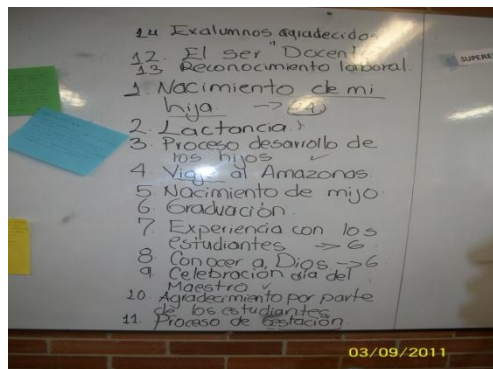 14 Exalumnos agradecidos
12. El ser "Docente
13 Reconocimiento laboral.
1. Nacimiento de mi
hija. → (4)
2. Lactancia.
3. Proceso desarrollo de
los hijos ✓
4. Viaje al Amazonas.
5 Nacimiento de mijo.
6. Graduación.
7. Experiencia con los
estudiantes → 6
8. Conocer a Dios → 6
9. Celebración día del
Maestro ✓
10. Agradecimiento por parte
de los estudiantes
11. Proceso de Gestación
SUPERE
03/09/2011